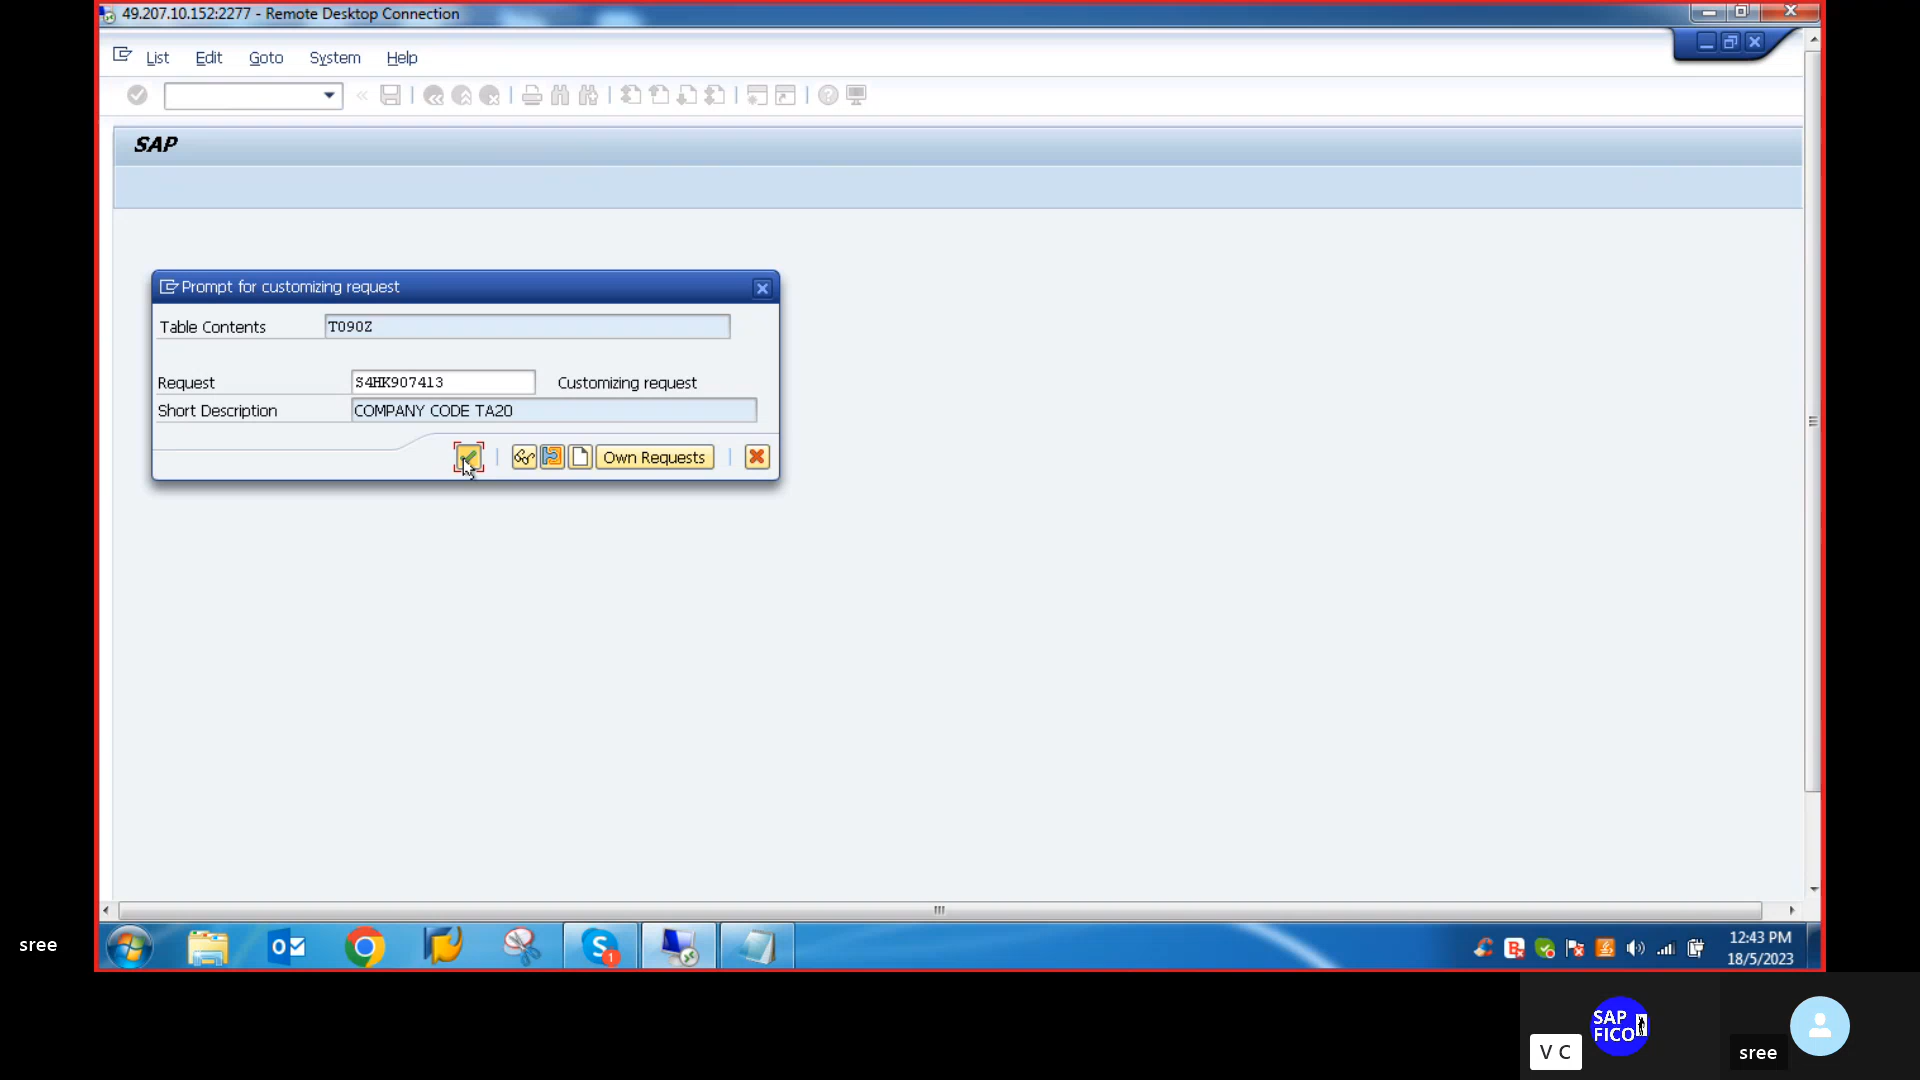 49.207.10.152:2277 - Remote Desktop Connection
List Edit Goto System Help
SAP
Prompt for customizing request
Table Contents T090Z
Request S4HK907413 Customizing request
Short Description COMPANY CODE TA20
Own Requests
12:43 PM
18/5/2023
sree
SAP
FICO
V C
sree